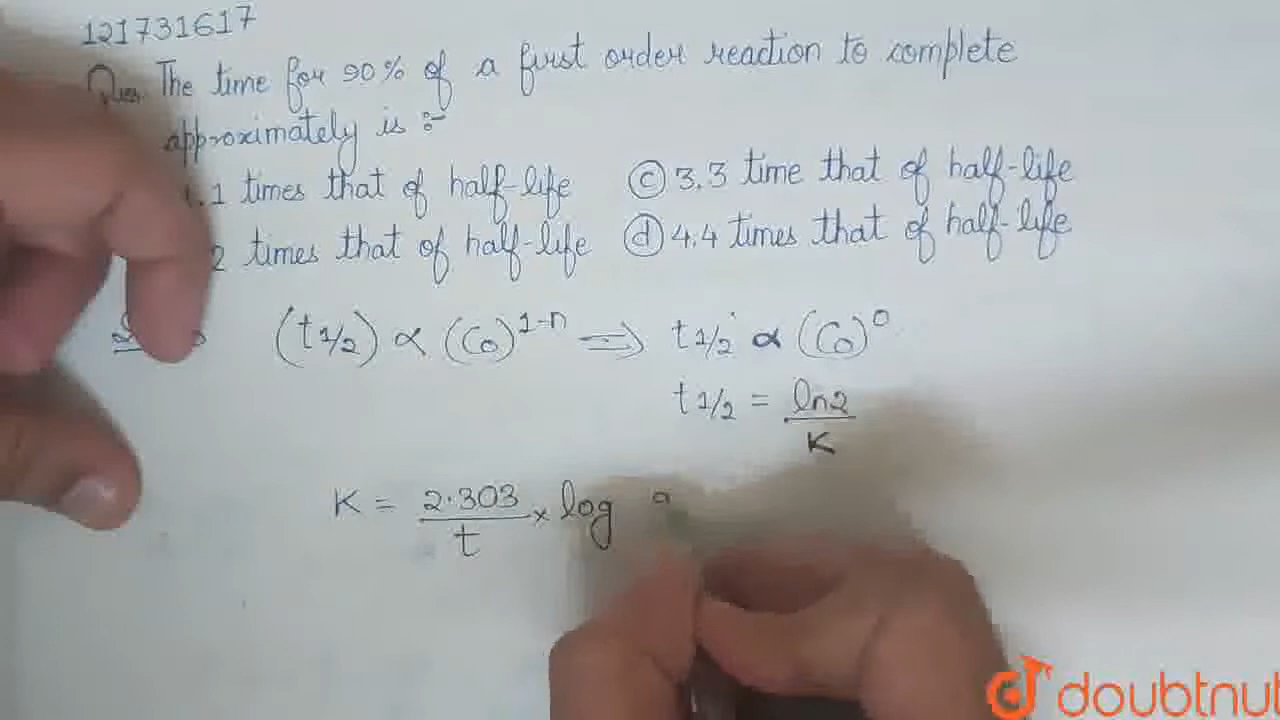 121731617
Ques. The time for 90% of a first order reaction to complete
approximately is :-
.1 times that of half-life ⓒ 3.3 time that of half-life
2 times that of half-life ⓓ 4.4 times that of half-life
(t1/2) ∝ (C₀)^1-n ⟹ t1/2 ∝ (C₀)^0
t1/2 = ln2/K
K = 2.303/t × log a
doubtnut